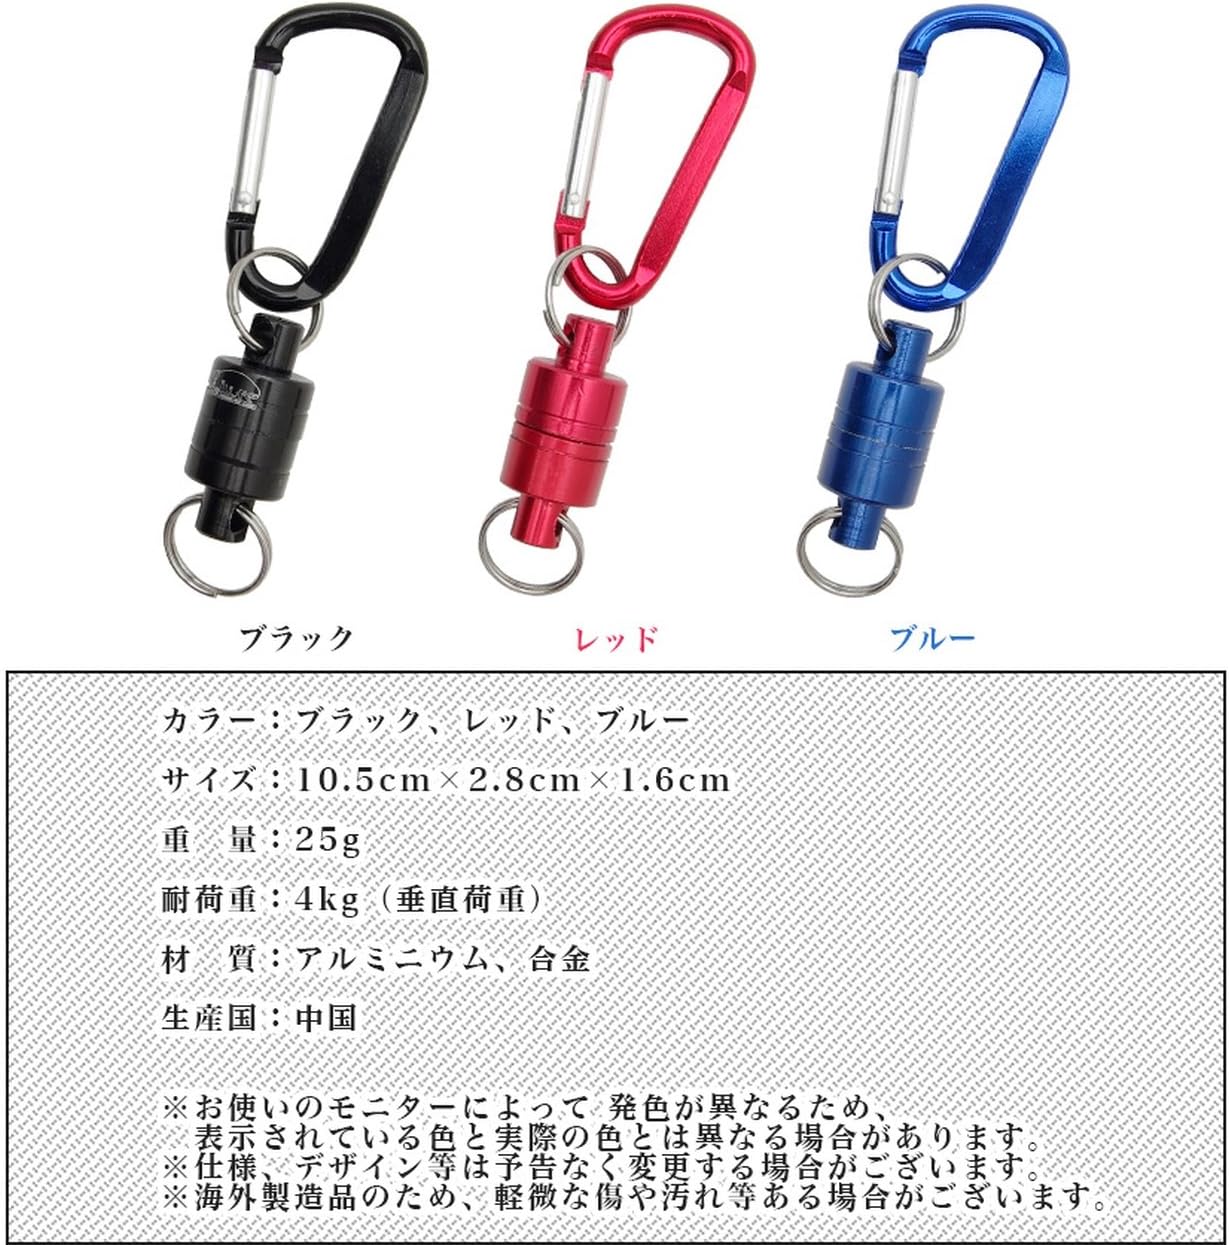 ブラック
レッド
ブルー
カラー：ブラック、レッド、ブルー
サイズ：10.5cm×2.8cm×1.6cm
重　量：25g
耐荷重：4kg（垂直荷重）
材　質：アルミニウム、合金
生産国：中国
※お使いのモニターによって 発色が異なるため、
表示されている色と実際の色とは異なる場合があります。
※仕様、デザイン等は予告なく変更する場合がございます。
※海外製造品のため、軽微な傷や汚れ等ある場合がございます。